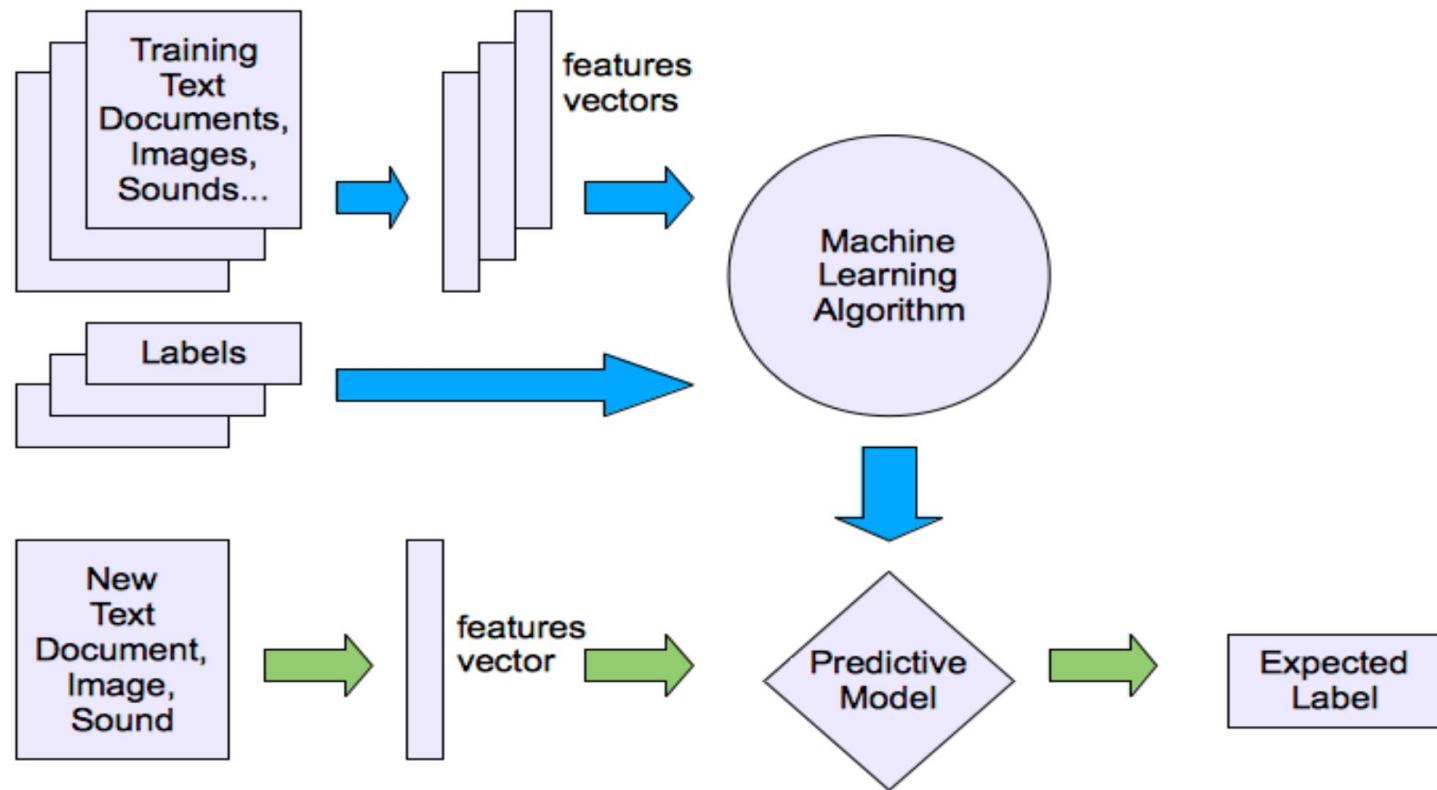 Training
Text
Documents,
Images,
Sounds...
features
vectors
Machine
Learning
Algorithm
Labels
New
Text
Document,
Image,
Sound
features
vector
Predictive
Model
Expected
Label